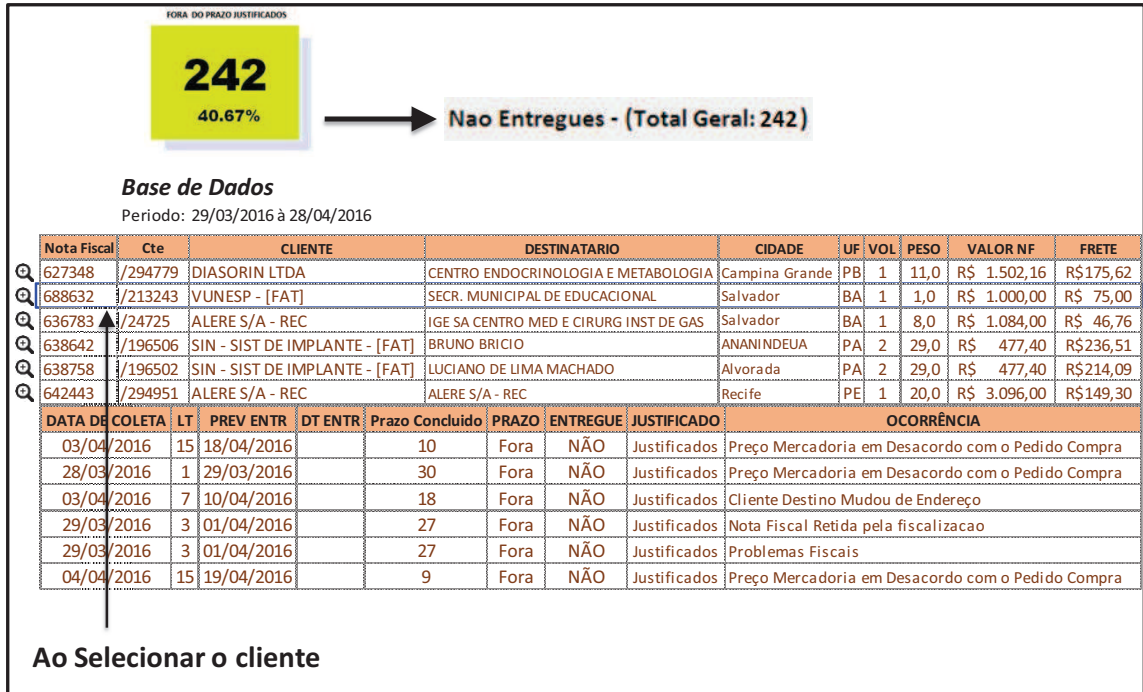 FORA DO PRAZO JUSTIFICADOS
242
40.67%
Nao Entregues - (Total Geral: 242)
Base de Dados
Periodo: 29/03/2016 à 28/04/2016
Nota Fiscal Cte CLIENTE DESTINATARIO CIDADE UF VOL PESO VALOR NF FRETE
627348 /294779 DIASORIN LTDA CENTRO ENDOCRINOLOGIA E METABOLOGIA Campina Grande PB 1 11,0 R$ 1.502,16 R$175,62
688632 /213243 VUNESP - [FAT] SECR. MUNICIPAL DE EDUCACIONAL Salvador BA 1 1,0 R$ 1.000,00 R$ 75,00
636783 /24725 ALERE S/A - REC IGE SA CENTRO MED E CIRURG INST DE GAS Salvador BA 1 8,0 R$ 1.084,00 R$ 46,76
638642 /196506 SIN - SIST DE IMPLANTE - [FAT] BRUNO BRICIO ANANINDEUA PA 2 29,0 R$ 477,40 R$236,51
638758 /196502 SIN - SIST DE IMPLANTE - [FAT] LUCIANO DE LIMA MACHADO Alvorada PA 2 29,0 R$ 477,40 R$214,09
642443 /294951 ALERE S/A - REC ALERE S/A - REC Recife PE 1 20,0 R$ 3.096,00 R$149,30
DATA DE COLETA LT PREV ENTR DT ENTR Prazo Concluido PRAZO ENTREGUE JUSTIFICADO OCORRÊNCIA
03/04/2016 15 18/04/2016 10 Fora NÃO Justificados Preço Mercadoria em Desacordo com o Pedido Compra
28/03/2016 1 29/03/2016 30 Fora NÃO Justificados Preço Mercadoria em Desacordo com o Pedido Compra
03/04/2016 7 10/04/2016 18 Fora NÃO Justificados Cliente Destino Mudou de Endereço
29/03/2016 3 01/04/2016 27 Fora NÃO Justificados Nota Fiscal Retida pela fiscalizacao
29/03/2016 3 01/04/2016 27 Fora NÃO Justificados Problemas Fiscais
04/04/2016 15 19/04/2016 9 Fora NÃO Justificados Preço Mercadoria em Desacordo com o Pedido Compra
Ao Selecionar o cliente